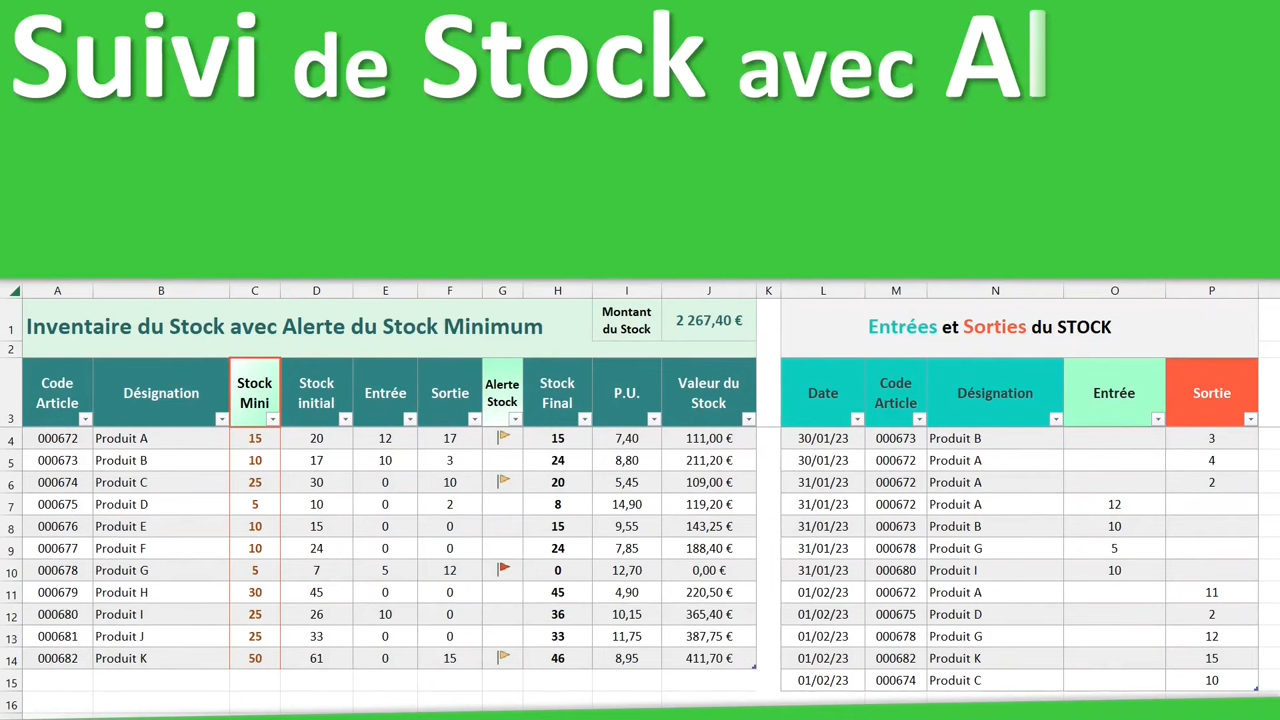 Suivi de Stock avec Al
A B C D E F G H I J K L M N O P
1 Inventaire du Stock avec Alerte du Stock Minimum Montant du Stock 2 267,40 € Entrées et Sorties du STOCK
2
3 Code Article Désignation Stock Mini Stock initial Entrée Sortie Alerte Stock Stock Final P.U. Valeur du Stock Date Code Article Désignation Entrée Sortie
4 000672 Produit A 15 20 12 17 15 7,40 111,00 € 30/01/23 000673 Produit B 3
5 000673 Produit B 10 17 10 3 24 8,80 211,20 € 30/01/23 000672 Produit A 4
6 000674 Produit C 25 30 0 10 20 5,45 109,00 € 31/01/23 000672 Produit A 2
7 000675 Produit D 5 10 0 2 8 14,90 119,20 € 31/01/23 000672 Produit A 12
8 000676 Produit E 10 15 0 0 15 9,55 143,25 € 31/01/23 000673 Produit B 10
9 000677 Produit F 10 24 0 0 24 7,85 188,40 € 31/01/23 000678 Produit G 5
10 000678 Produit G 5 7 5 12 0 12,70 0,00 € 31/01/23 000680 Produit I 10
11 000679 Produit H 30 45 0 0 45 4,90 220,50 € 01/02/23 000672 Produit A 11
12 000680 Produit I 25 26 10 0 36 10,15 365,40 € 01/02/23 000675 Produit D 2
13 000681 Produit J 25 33 0 0 33 11,75 387,75 € 01/02/23 000678 Produit G 12
14 000682 Produit K 50 61 0 15 46 8,95 411,70 € 01/02/23 000682 Produit K 15
15 01/02/23 000674 Produit C 10
16